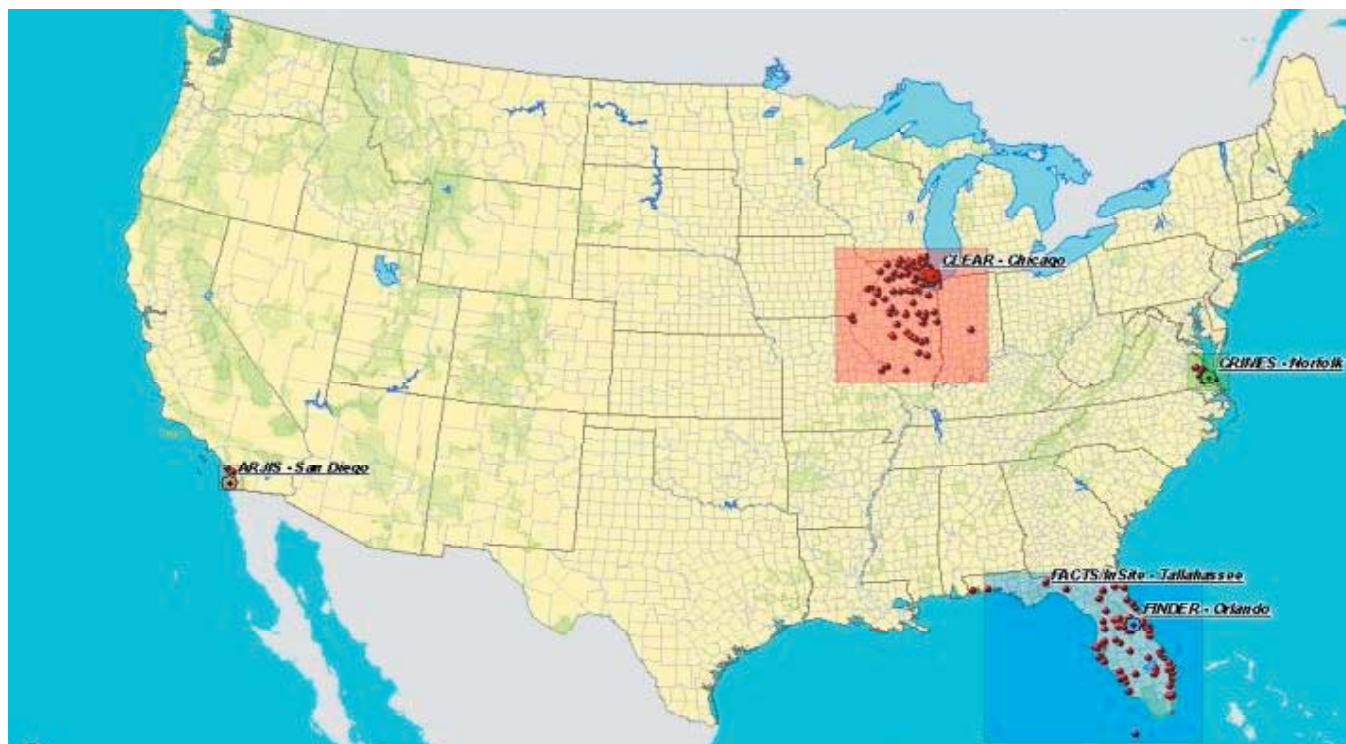 CLEAR - Chicago
CRIMES - Norfolk
ARJIS - San Diego
FACTS/InSite - Tallahassee
FINDER - Orlando